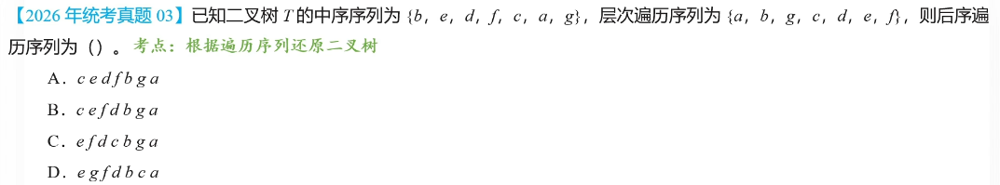 【2026 年统考真题 03】已知二叉树 T 的中序序列为 {b, e, d, f, c, a, g}，层次遍历序列为 {a, b, g, c, d, e, f}，则后序遍
历序列为（）。考点：根据遍历序列还原二叉树
A. c e d f b g a
B. c e f d b g a
C. e f d c b g a
D. e g f d b c a